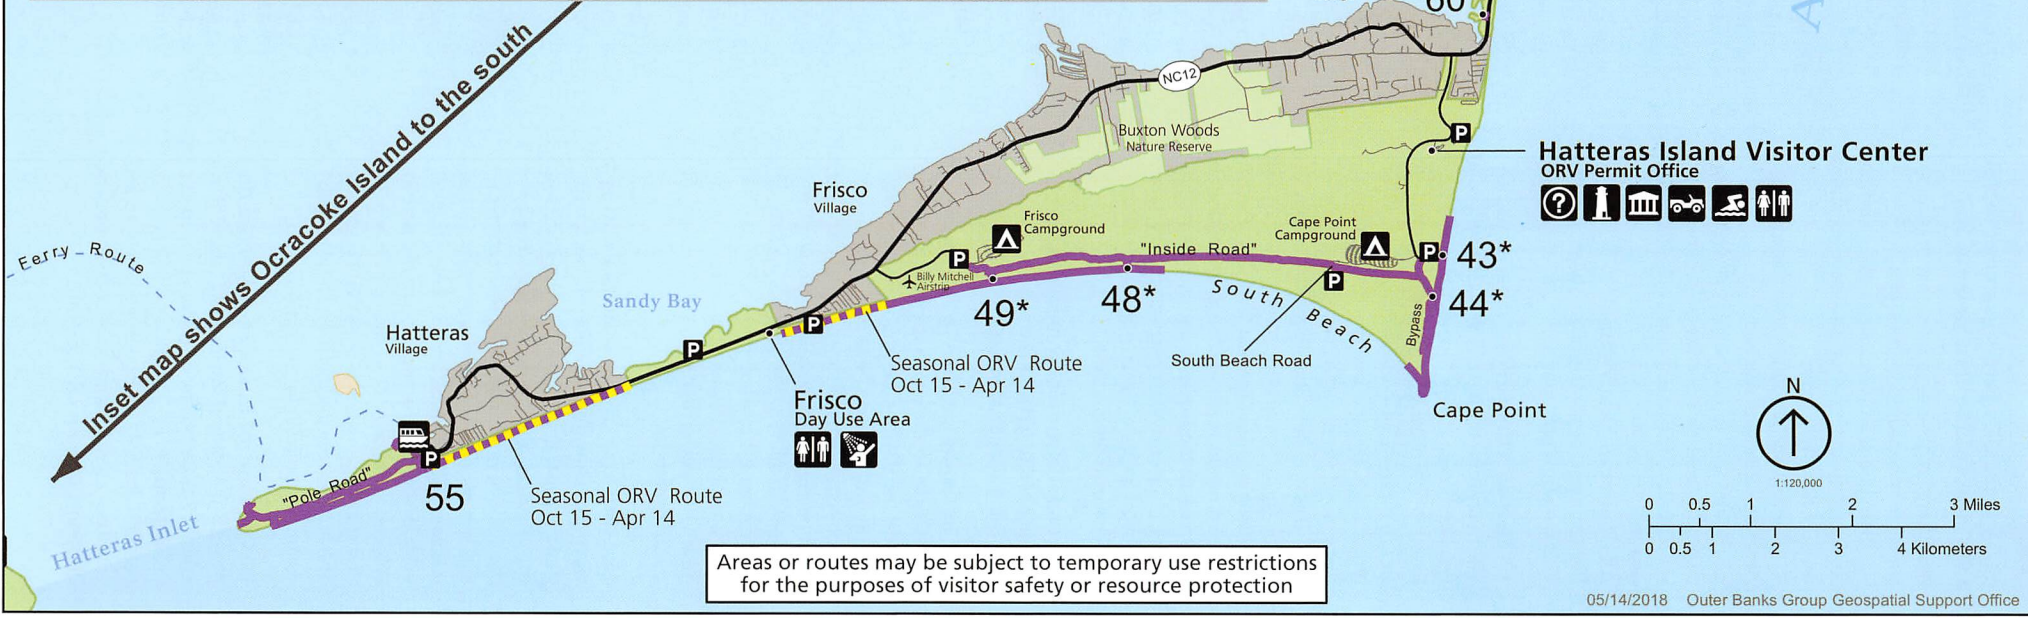 60
NC12
Inset map shows Ocracoke Island to the south
Buxton Woods
Nature Reserve
P
Hatteras Island Visitor Center
ORV Permit Office
?
Frisco
Village
Frisco
Campground
Cape Point
Campground
"Inside Road"
P
P
43*
Ferry Route
Billy Mitchell
Airstrip
P
Sandy Bay
49*
48*
South Beach
44*
Bypass
Hatteras
Village
P
P
Seasonal ORV Route
Oct 15 - Apr 14
South Beach Road
Frisco
Day Use Area
Cape Point
N
1:120,000
P
"Pole Road"
55
Seasonal ORV Route
Oct 15 - Apr 14
Hatteras Inlet
0 0.5 1 2 3 Miles
0 0.5 1 2 3 4 Kilometers
Areas or routes may be subject to temporary use restrictions
for the purposes of visitor safety or resource protection
05/14/2018 Outer Banks Group Geospatial Support Office